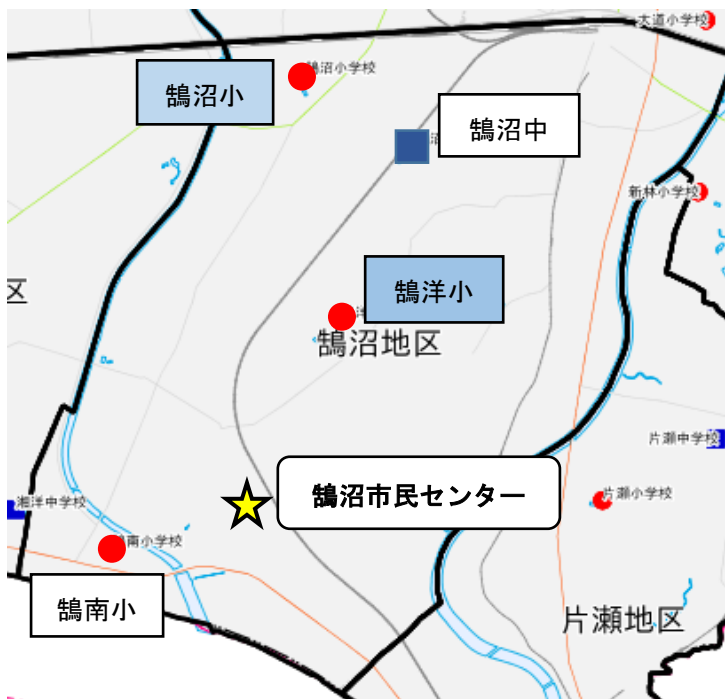 大道小学校
鵠沼小学校
鵠沼小
鵠沼中
新林小学校
鵠洋小
区
鵠沼地区
片瀬中学校
鵠沼市民センター
片瀬小学校
湘洋中学校
南小学校
鵠南小
片瀬地区